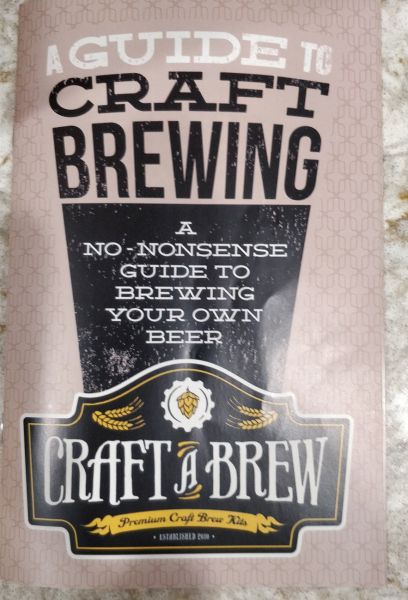 A GUIDE TO
CRAFT
BREWING
A
NO-NONSENSE
GUIDE TO
BREWING
YOUR OWN
BEER
CRAFT A BREW
Premium Craft Brew Kits
• ESTABLISHED 2010 •